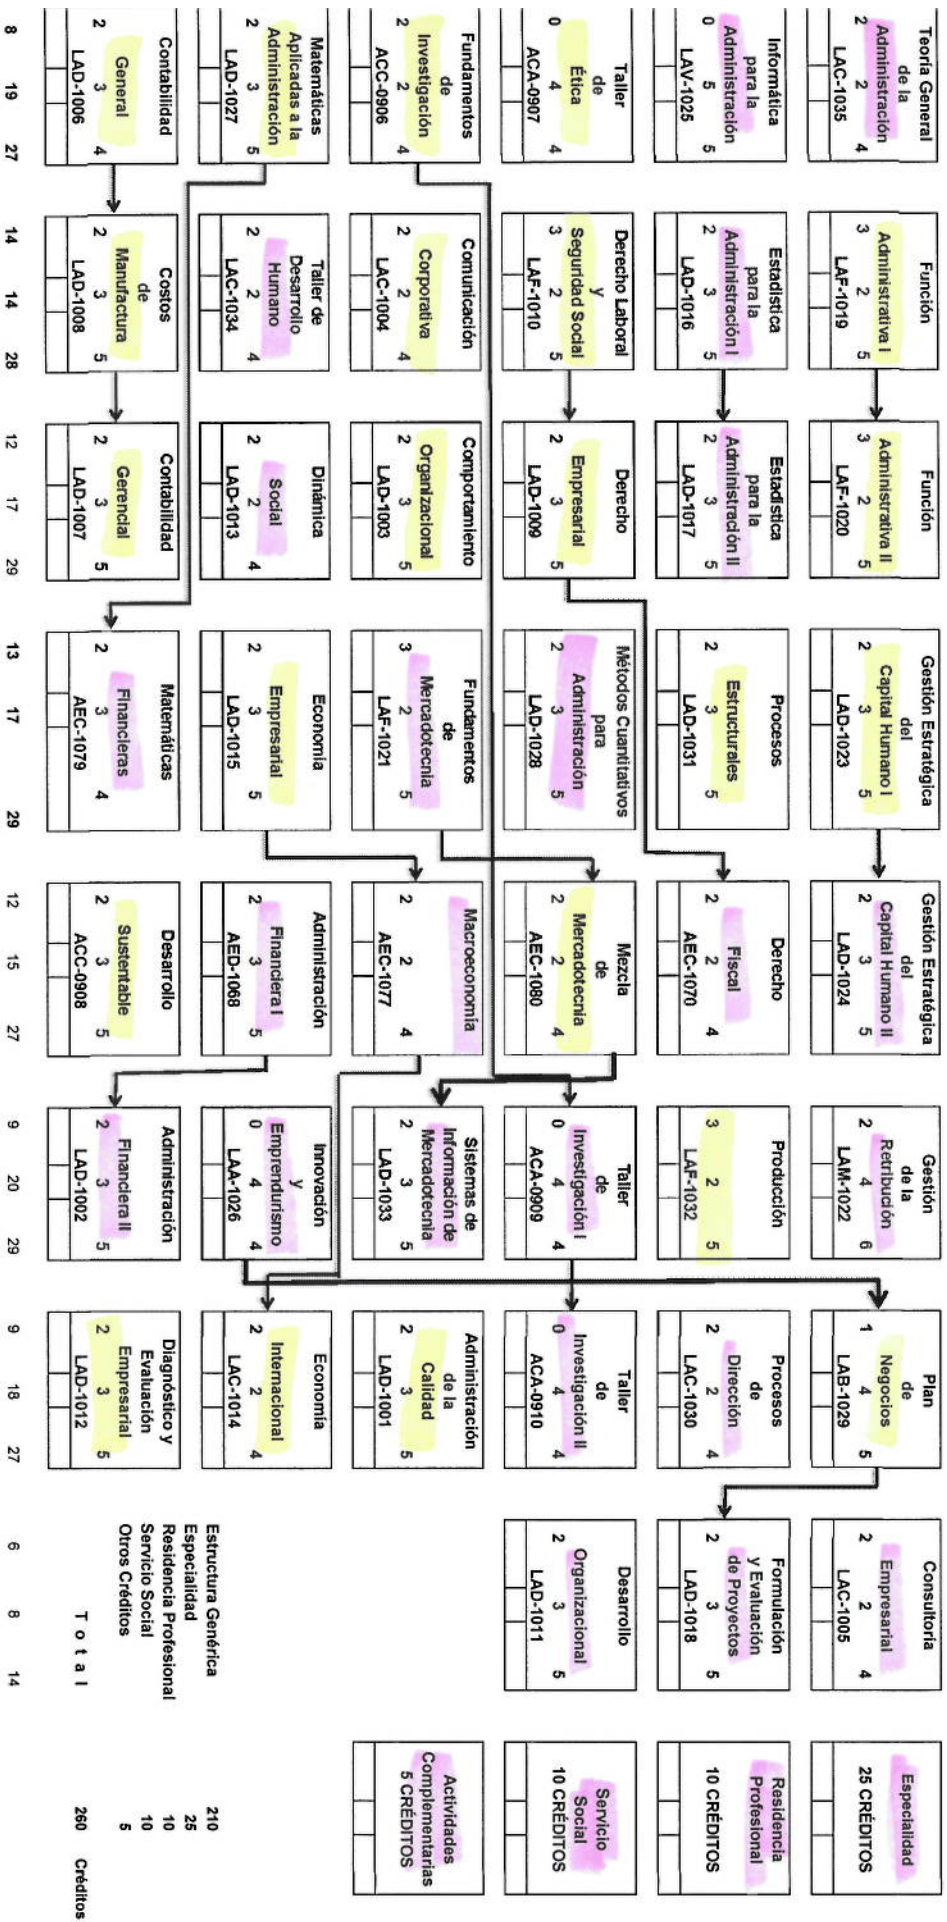 Teoría General
de la
Administración
2 2 4
LAC-1035
Informática
para la
Administración
0 5 5
LAV-1025
Taller
de
Ética
0 4 4
ACA-0907
Fundamentos
de
Investigación
2 2 4
ACC-0906
Matemáticas
Aplicadas a la
Administración
2 3 5
LAD-1027
Contabilidad
General
2 3 4
LAD-1006
8 19 27
Función
Administrativa I
3 2 5
LAF-1019
Estadistica
para la
Administración I
2 3 5
LAD-1016
Derecho Laboral
y
Seguridad Social
3 2 5
LAF-1010
Comunicación
Corporativa
2 2 4
LAC-1004
Taller de
Desarrollo
Humano
2 2 4
LAC-1034
Costos
de
Manufactura
2 3 5
LAD-1008
14 14 28
Función
Administrativa II
3 2 5
LAF-1020
Estadistica
para la
Administración II
2 3 5
LAD-1017
Derecho
Empresarial
2 3 5
LAD-1009
Comportamiento
Organizacional
2 3 5
LAD-1003
Dinámica
Social
2 2 4
LAD-1013
Contabilidad
Gerencial
2 3 5
LAD-1007
12 17 29
Gestión Estratégica
del
Capital Humano I
2 3 5
LAD-1023
Procesos
Estructurales
2 3 5
LAD-1031
Métodos Cuantitativos
para
Administración
2 3 5
LAD-1028
Fundamentos
de
Mercadotecnia
3 2 5
LAF-1021
Economia
Empresarial
2 3 5
LAD-1015
Matemáticas
Financieras
2 3 4
AEC-1079
13 17 29
Gestión Estratégica
del
Capital Humano II
2 3 5
LAD-1024
Derecho
Fiscal
2 2 4
AEC-1070
Mezcla
de
Mercadotecnia
2 2 4
AEC-1080
Macroeconomía
2 2 4
AEC-1077
Administración
Financiera I
2 3 5
AED-1068
Desarrollo
Sustentable
2 3 5
ACC-0908
12 15 27
Gestión
de la
Retribución
2 4 6
LAM-1022
Producción
3 2 5
LAF-1032
Taller
de
Investigación I
0 4 4
ACA-0909
Sistemas de
Información de
Mercadotecnia
2 3 5
LAD-1033
Innovación
y
Emprendurismo
0 4 4
LAA-1026
Administración
Financiera II
2 3 5
LAD-1002
9 20 29
Plan
de
Negocios
1 4 5
LAB-1029
Procesos
de
Dirección
2 2 4
LAC-1030
Taller
de
Investigación II
0 4 4
ACA-0910
Administración
de la
Calidad
2 3 5
LAD-1001
Economía
Internacional
2 2 4
LAC-1014
Diagnóstico y
Evaluación
Empresarial
2 3 5
LAD-1012
9 18 27
Consultoria
Empresarial
2 2 4
LAC-1005
Formulación
y Evaluación
de Proyectos
2 3 5
LAD-1018
Desarrollo
Organizacional
2 3 5
LAD-1011
6 8 14
Especialidad
25 CRÉDITOS
Residencia
Profesional
10 CRÉDITOS
Servicio
Social
10 CRÉDITOS
Actividades
Complementarias
5 CRÉDITOS
Estructura Genérica 210
Especialidad 25
Residencia Profesional 10
Servicio Social 10
Otros Créditos 5
T o t a l 260 Créditos